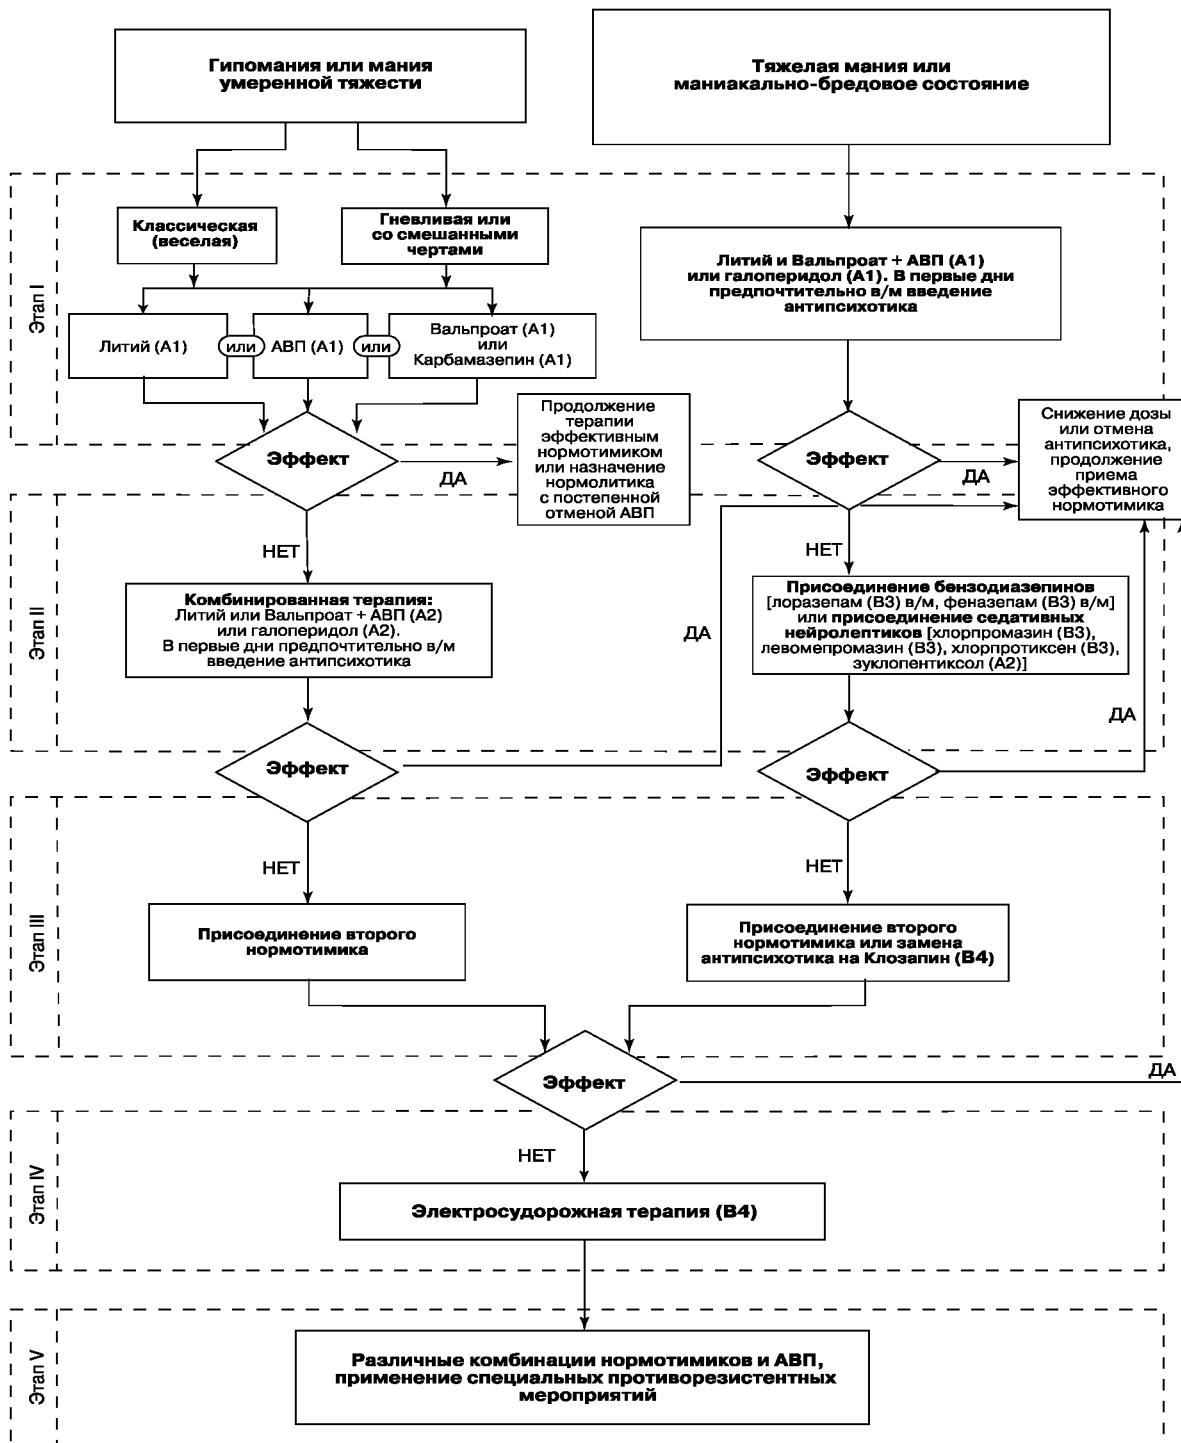 Гипомания или мания
умеренной тяжести
Тяжелая мания или
маниакально-бредовое состояние
Этап I
Классическая
(веселая)
Гневливая или
со смешанными
чертами
Литий и Вальпроат + АВП (А1)
или галоперидол (А1). В первые дни
предпочтительно в/м введение
антипсихотика
Литий (А1)
или
АВП (А1)
или
Вальпроат (А1)
или
Карбамазепин (А1)
Эффект
ДА
Продолжение
терапии
эффективным
нормотимиком
или назначение
нормолитика
с постепенной
отменой АВП
Эффект
ДА
Снижение дозы
или отмена
антипсихотика,
продолжение
приема
эффективного
нормотимика
Этап II
НЕТ
Комбинированная терапия:
Литий или Вальпроат + АВП (А2)
или галоперидол (А2).
В первые дни предпочтительно в/м
введение антипсихотика
ДА
НЕТ
Присоединение бензодиазепинов
[лоразепам (В3) в/м, феназепам (В3) в/м]
или присоединение седативных
нейролептиков [хлорпромазин (В3),
левомепромазин (В3), хлорпротиксен (В3),
зуклопентиксол (А2)]
ДА
Эффект
Эффект
Этап III
НЕТ
Присоединение второго
нормотимика
НЕТ
Присоединение второго
нормотимика или замена
антипсихотика на Клозапин (В4)
Эффект
ДА
Этап IV
НЕТ
Электросудорожная терапия (В4)
Этап V
Различные комбинации нормотимиков и АВП,
применение специальных противорезистентных
мероприятий